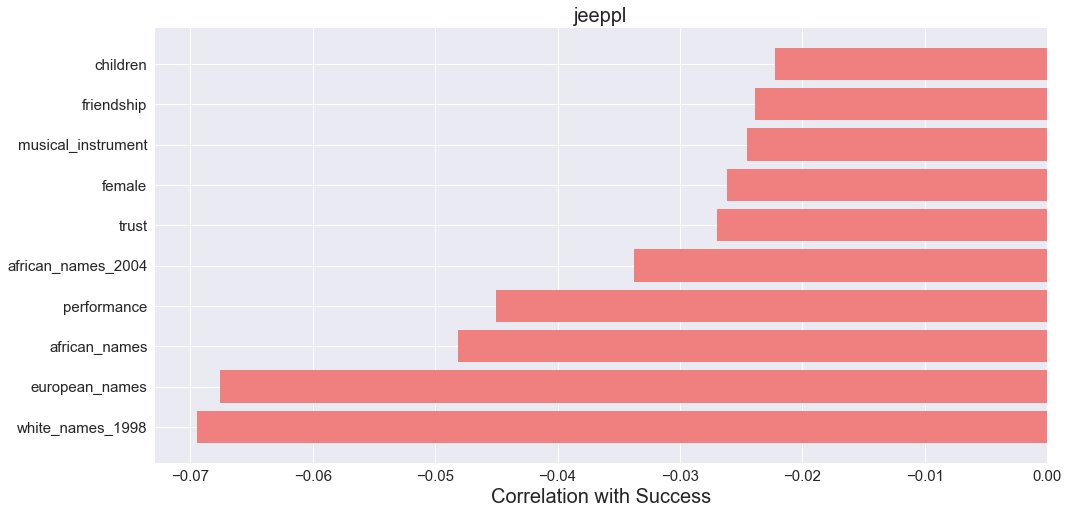 jeeppl
children
friendship
musical_instrument
female
trust
african_names_2004
performance
african_names
european_names
white_names_1998
−0.07 −0.06 −0.05 −0.04 −0.03 −0.02 −0.01 0.00
Correlation with Success